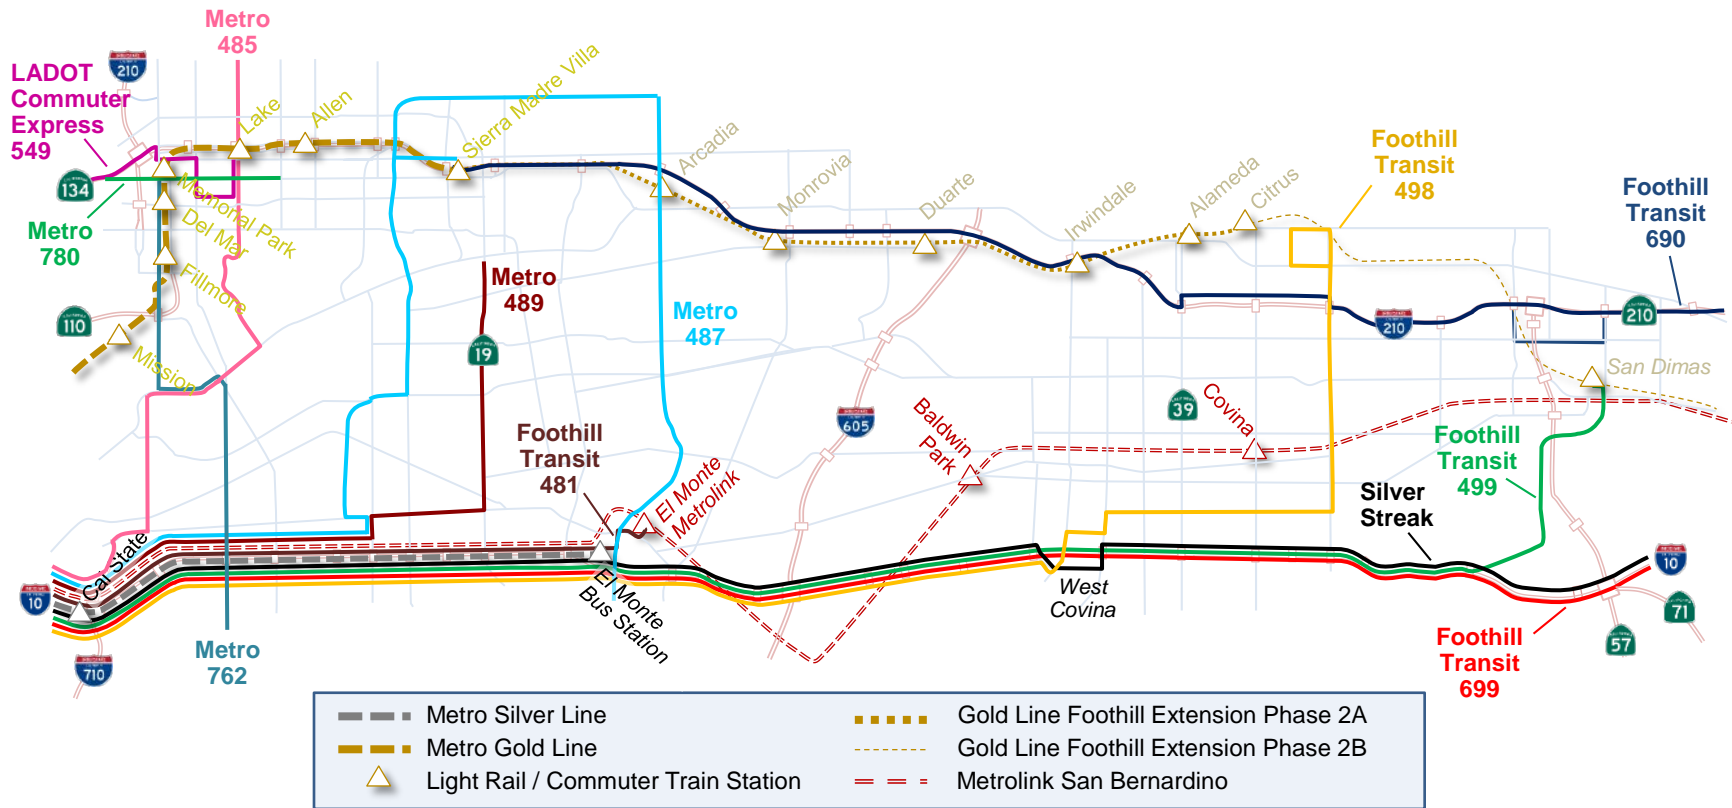 Metro
485
LADOT
Commuter
Express
549
210
134
Metro
780
110
Lake
Allen
Sierra Madre Villa
Memorial Park
Del Mar
Fillmore
Mission
Arcadia
Monrovia
Duarte
Irwindale
Alameda
Citrus
Foothill
Transit
498
Foothill
Transit
690
Metro
489
19
Metro
487
210
210
San Dimas
605
39
Baldwin
Park
Covina
Foothill
Transit
481
El Monte
Metrolink
Foothill
Transit
499
Silver
Streak
Cal State
10
710
Metro
762
El Monte
Bus Station
West
Covina
10
71
57
Foothill
Transit
699
Metro Silver Line
Metro Gold Line
Light Rail / Commuter Train Station
Gold Line Foothill Extension Phase 2A
Gold Line Foothill Extension Phase 2B
Metrolink San Bernardino